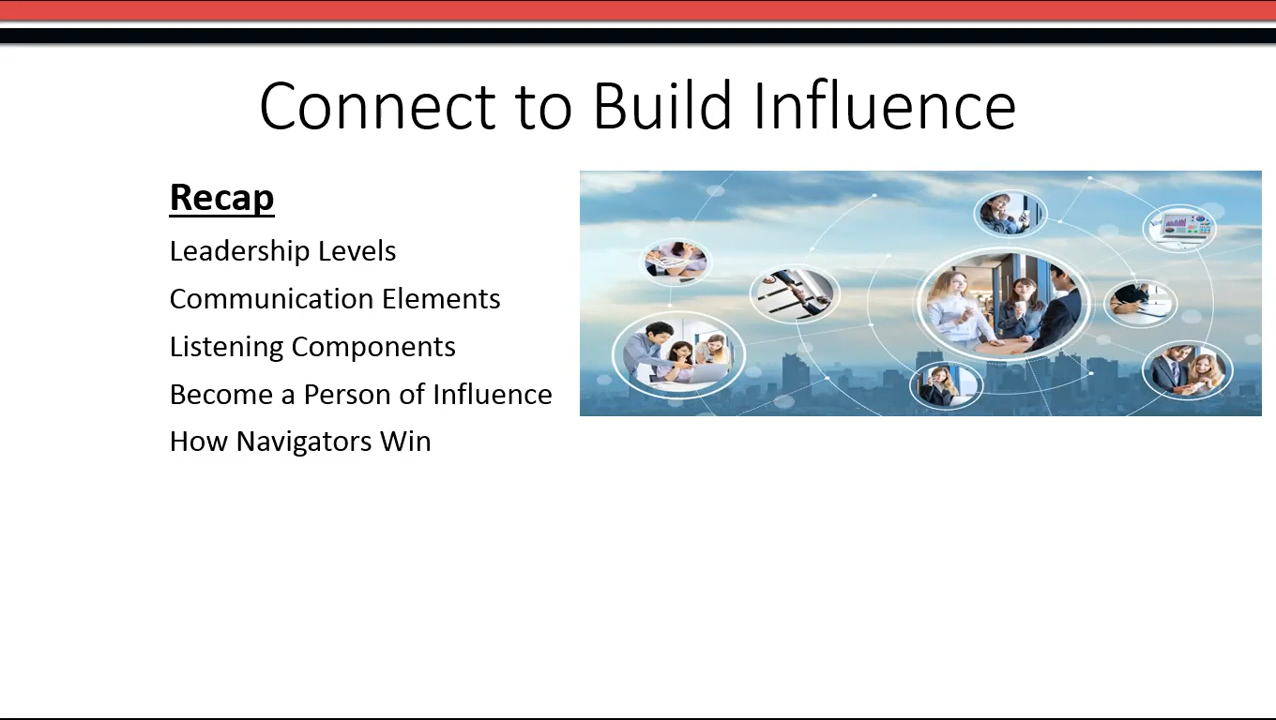 Connect to Build Influence
Recap
Leadership Levels
Communication Elements
Listening Components
Become a Person of Influence
How Navigators Win